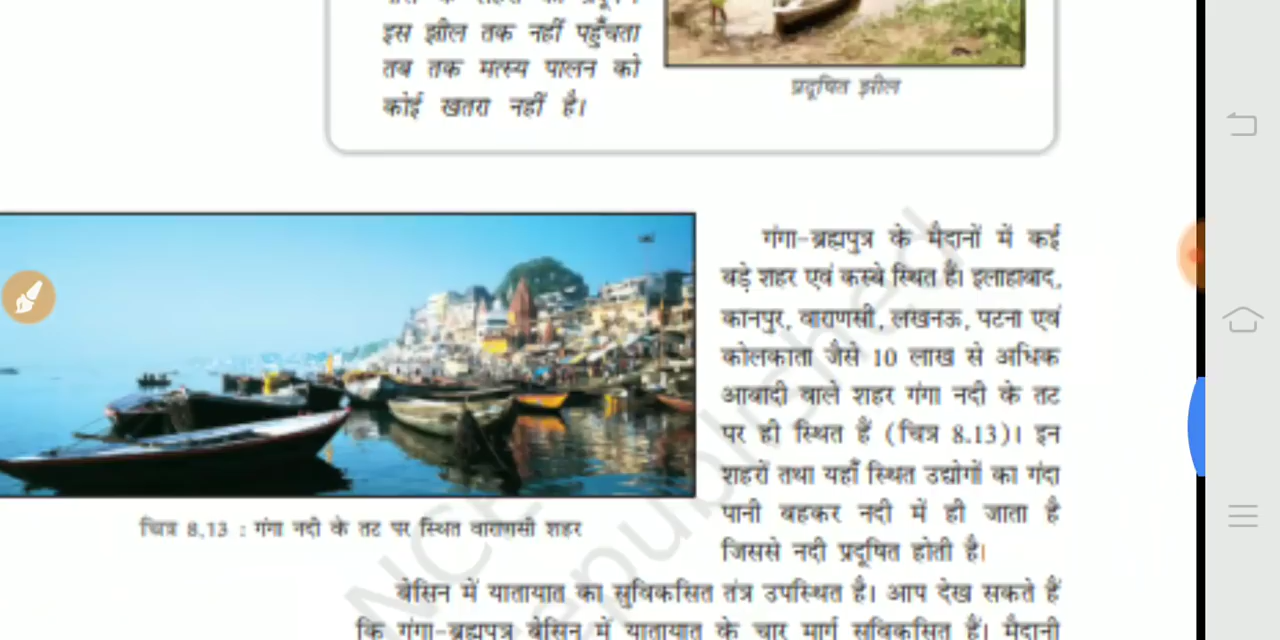 इस झील तक नहीं पहुँचता
तब तक मत्स्य पालन को
कोई खतरा नहीं है।
प्रदूषित झील
गंगा-ब्रह्मपुत्र के मैदानों में कई
बड़े शहर एवं कस्बे स्थित हैं। इलाहाबाद,
कानपुर, वाराणसी, लखनऊ, पटना एवं
कोलकाता जैसे 10 लाख से अधिक
आबादी वाले शहर गंगा नदी के तट
पर ही स्थित हैं (चित्र 8.13)। इन
शहरों तथा यहाँ स्थित उद्योगों का गंदा
पानी बहकर नदी में ही जाता है
जिससे नदी प्रदूषित होती है।
चित्र 8.13 : गंगा नदी के तट पर स्थित वाराणसी शहर
बेसिन में यातायात का सुविकसित तंत्र उपस्थित है। आप देख सकते हैं
कि गंगा-ब्रह्मपुत्र बेसिन में यातायात के चार मार्ग सुविकसित हैं। मैदानी